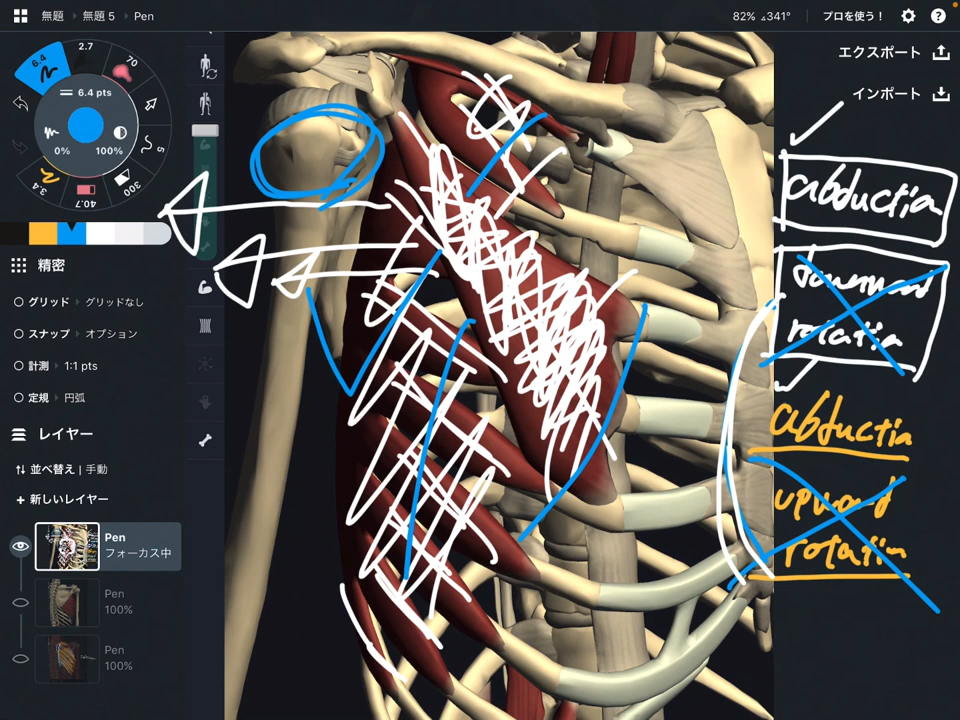 無題 無題 5 Pen
82% ⊿341° プロを使う! ?
エクスポート
インポート
2.7
6.4
70
6.4 pts
0% 100%
5
300
40.7
3.4
精密
グリッド グリッドなし
スナップ オプション
計測 1:1 pts
定規 円弧
レイヤー
並べ替え | 手動
+ 新しいレイヤー
Pen
フォーカス中
Pen
100%
Pen
100%
abduction
downward
rotation
abduction
upward
rotation